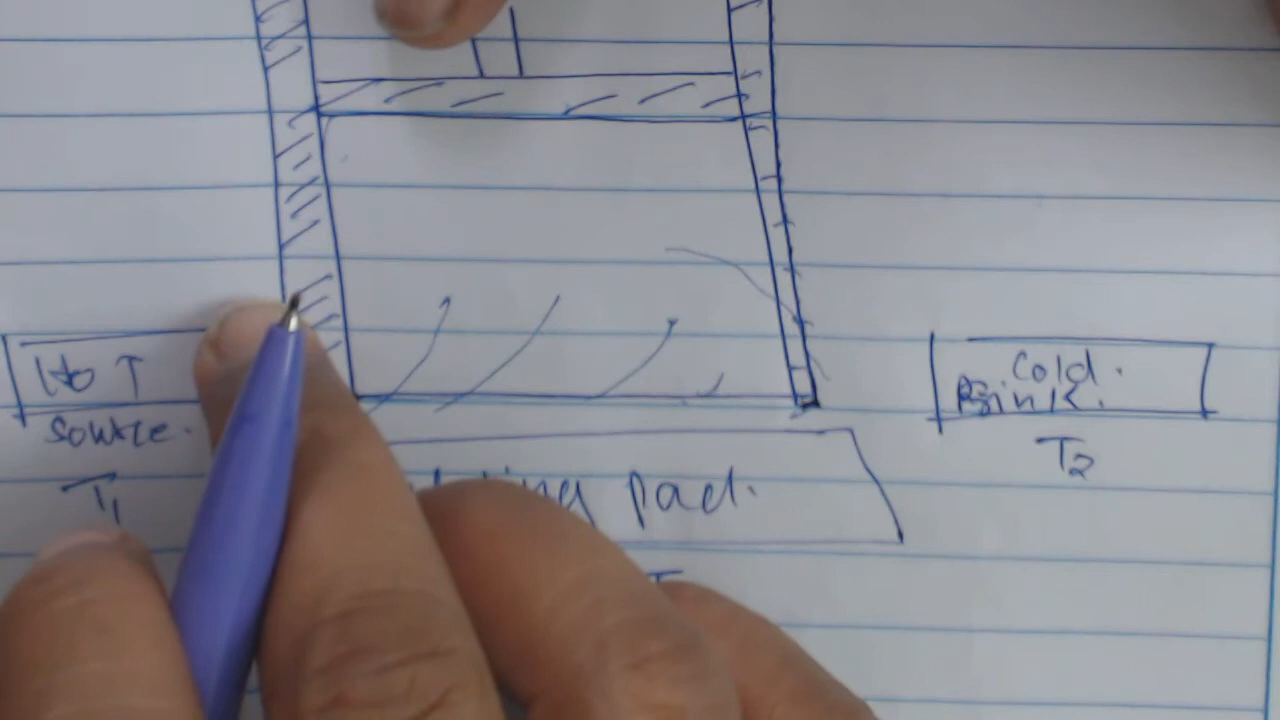 Hot
source.
T₁
Cold.
sink.
T₂
pad.